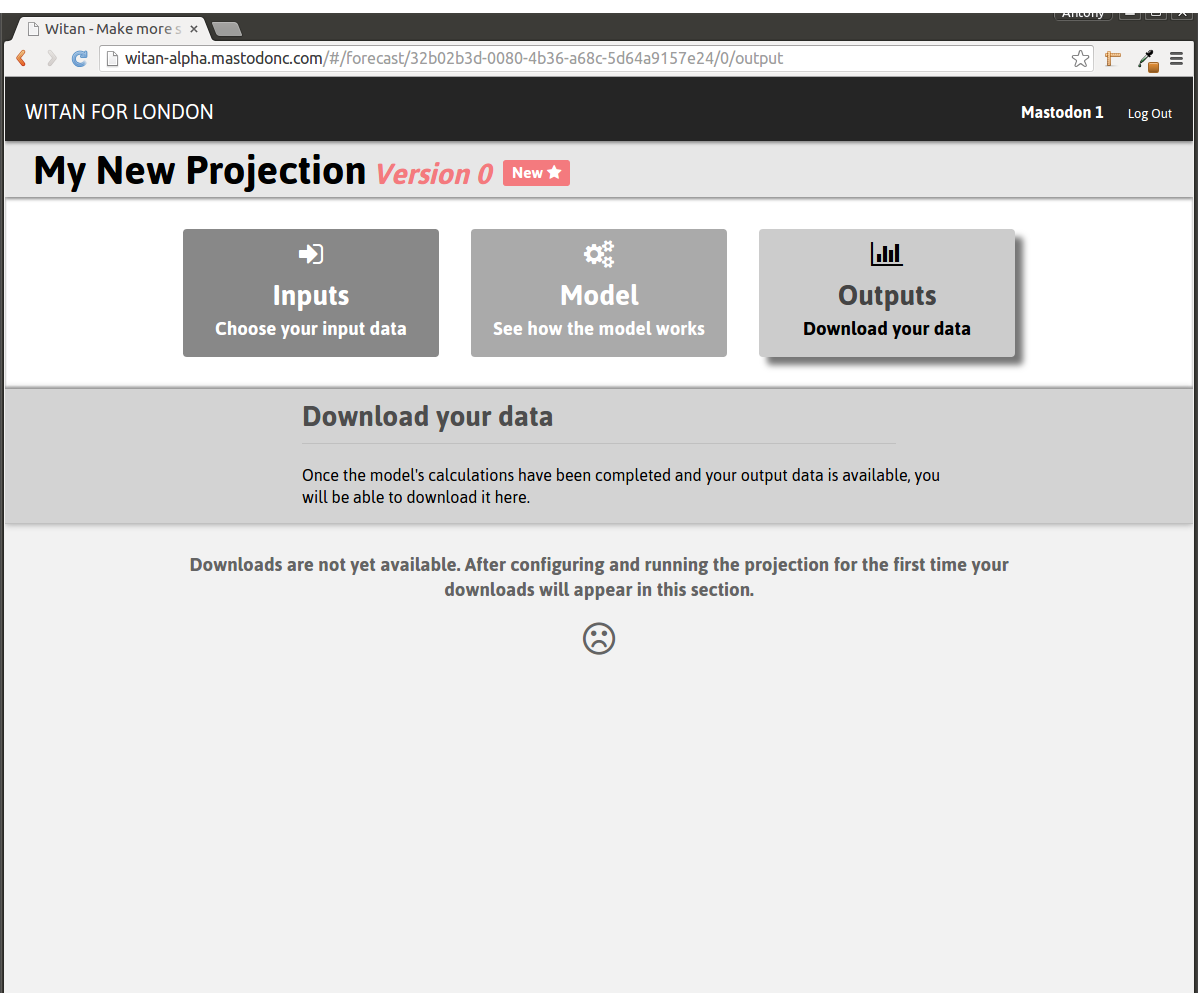 Antony
Witan - Make more s
witan-alpha.mastodonc.com/#/forecast/32b02b3d-0080-4b36-a68c-5d64a9157e24/0/output
WITAN FOR LONDON
Mastodon 1 Log Out
My New Projection Version 0 New
Inputs
Choose your input data
Model
See how the model works
Outputs
Download your data
Download your data
Once the model's calculations have been completed and your output data is available, you
will be able to download it here.
Downloads are not yet available. After configuring and running the projection for the first time your
downloads will appear in this section.